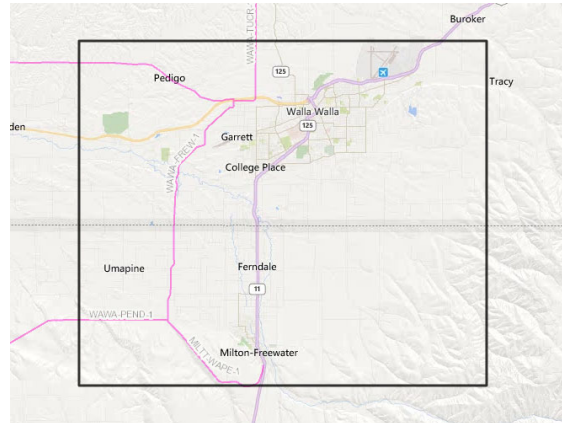 Buroker
WAWA-TUCR-
125
Pedigo
Tracy
Walla Walla
125
den
Garrett
College Place
WAWA-FREW-1
Umapine
Ferndale
11
WAWA-PEND-1
MILTT-WAPE-1
Milton-Freewater